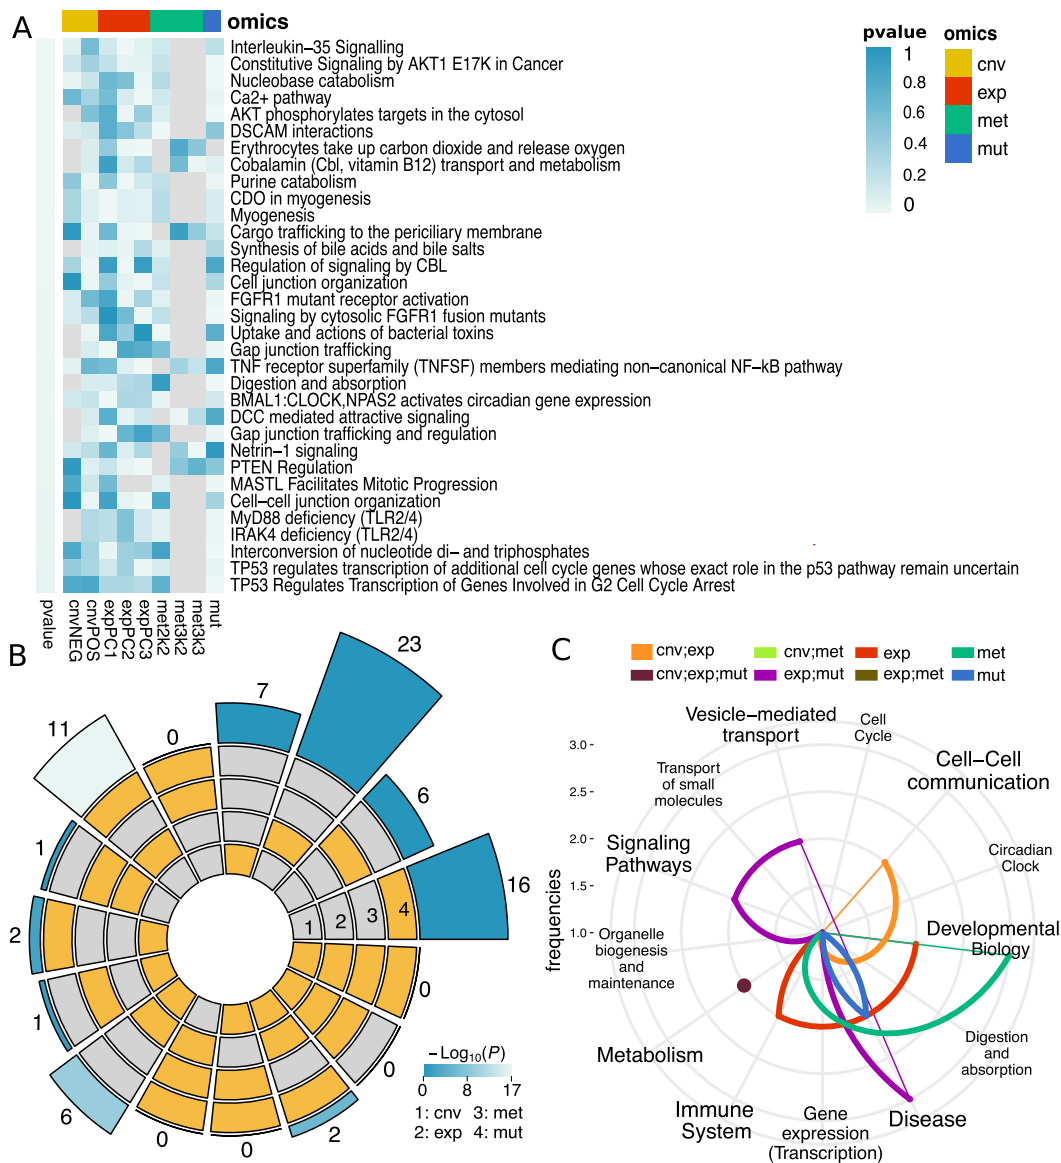 A
omics
Interleukin−35 Signalling
Constitutive Signaling by AKT1 E17K in Cancer
Nucleobase catabolism
Ca2+ pathway
AKT phosphorylates targets in the cytosol
DSCAM interactions
Erythrocytes take up carbon dioxide and release oxygen
Cobalamin (Cbl, vitamin B12) transport and metabolism
Purine catabolism
CDO in myogenesis
Myogenesis
Cargo trafficking to the periciliary membrane
Synthesis of bile acids and bile salts
Regulation of signaling by CBL
Cell junction organization
FGFR1 mutant receptor activation
Signaling by cytosolic FGFR1 fusion mutants
Uptake and actions of bacterial toxins
Gap junction trafficking
TNF receptor superfamily (TNFSF) members mediating non−canonical NF−kB pathway
Digestion and absorption
BMAL1:CLOCK,NPAS2 activates circadian gene expression
DCC mediated attractive signaling
Gap junction trafficking and regulation
Netrin−1 signaling
PTEN Regulation
MASTL Facilitates Mitotic Progression
Cell−cell junction organization
MyD88 deficiency (TLR2/4)
IRAK4 deficiency (TLR2/4)
Interconversion of nucleotide di− and triphosphates
TP53 regulates transcription of additional cell cycle genes whose exact role in the p53 pathway remain uncertain
TP53 Regulates Transcription of Genes Involved in G2 Cell Cycle Arrest
pvalue
cnvNEG
cnvPOS
expPC1
expPC2
expPC3
met2k2
met3k2
met3k3
mut
pvalue
1
0.8
0.6
0.4
0.2
0
omics
cnv
exp
met
mut
B
23
7
0
11
6
1
16
2
1
2
3
4
0
1
0
6
2
0
0
−Log10(P)
0 8 17
1: cnv 3: met
2: exp 4: mut
C
cnv;exp
cnv;met
exp
met
cnv;exp;mut
exp;mut
exp;met
mut
frequencies
3.0
2.5
2.0
1.5
1.0
Vesicle−mediated
transport
Cell
Cycle
Cell−Cell
communication
Circadian
Clock
Developmental
Biology
Digestion
and
absorption
Disease
Gene
expression
(Transcription)
Immune
System
Metabolism
Organelle
biogenesis
and
maintenance
Signaling
Pathways
Transport
of small
molecules